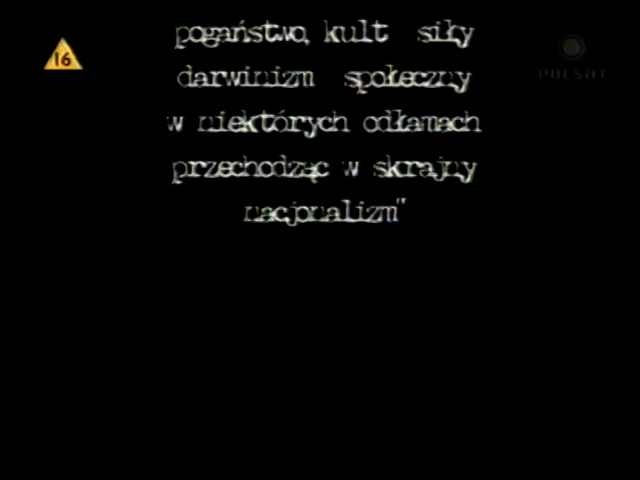 pogaństwo, kult siły
darwinizm społeczny
w niektórych odłamach
przechodząc w skrajny
nacjonalizm"
16
POLSAT